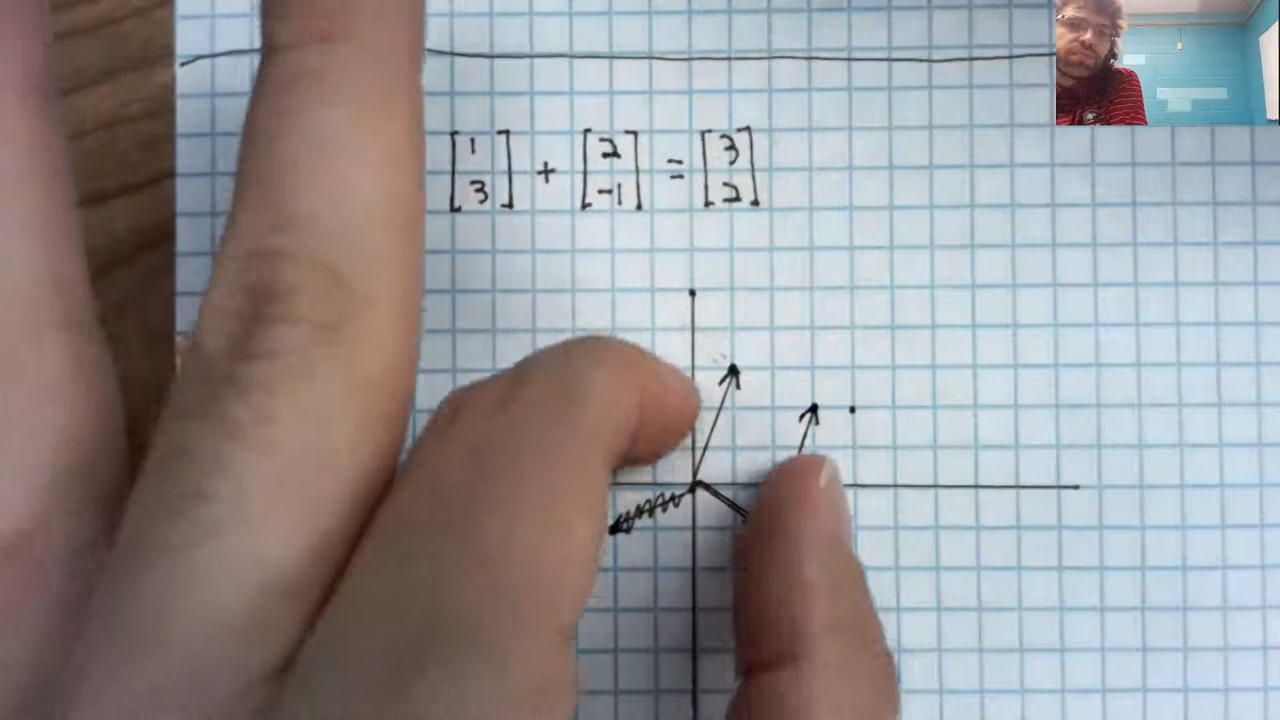 [1 3] + [2 -1] = [3 2]